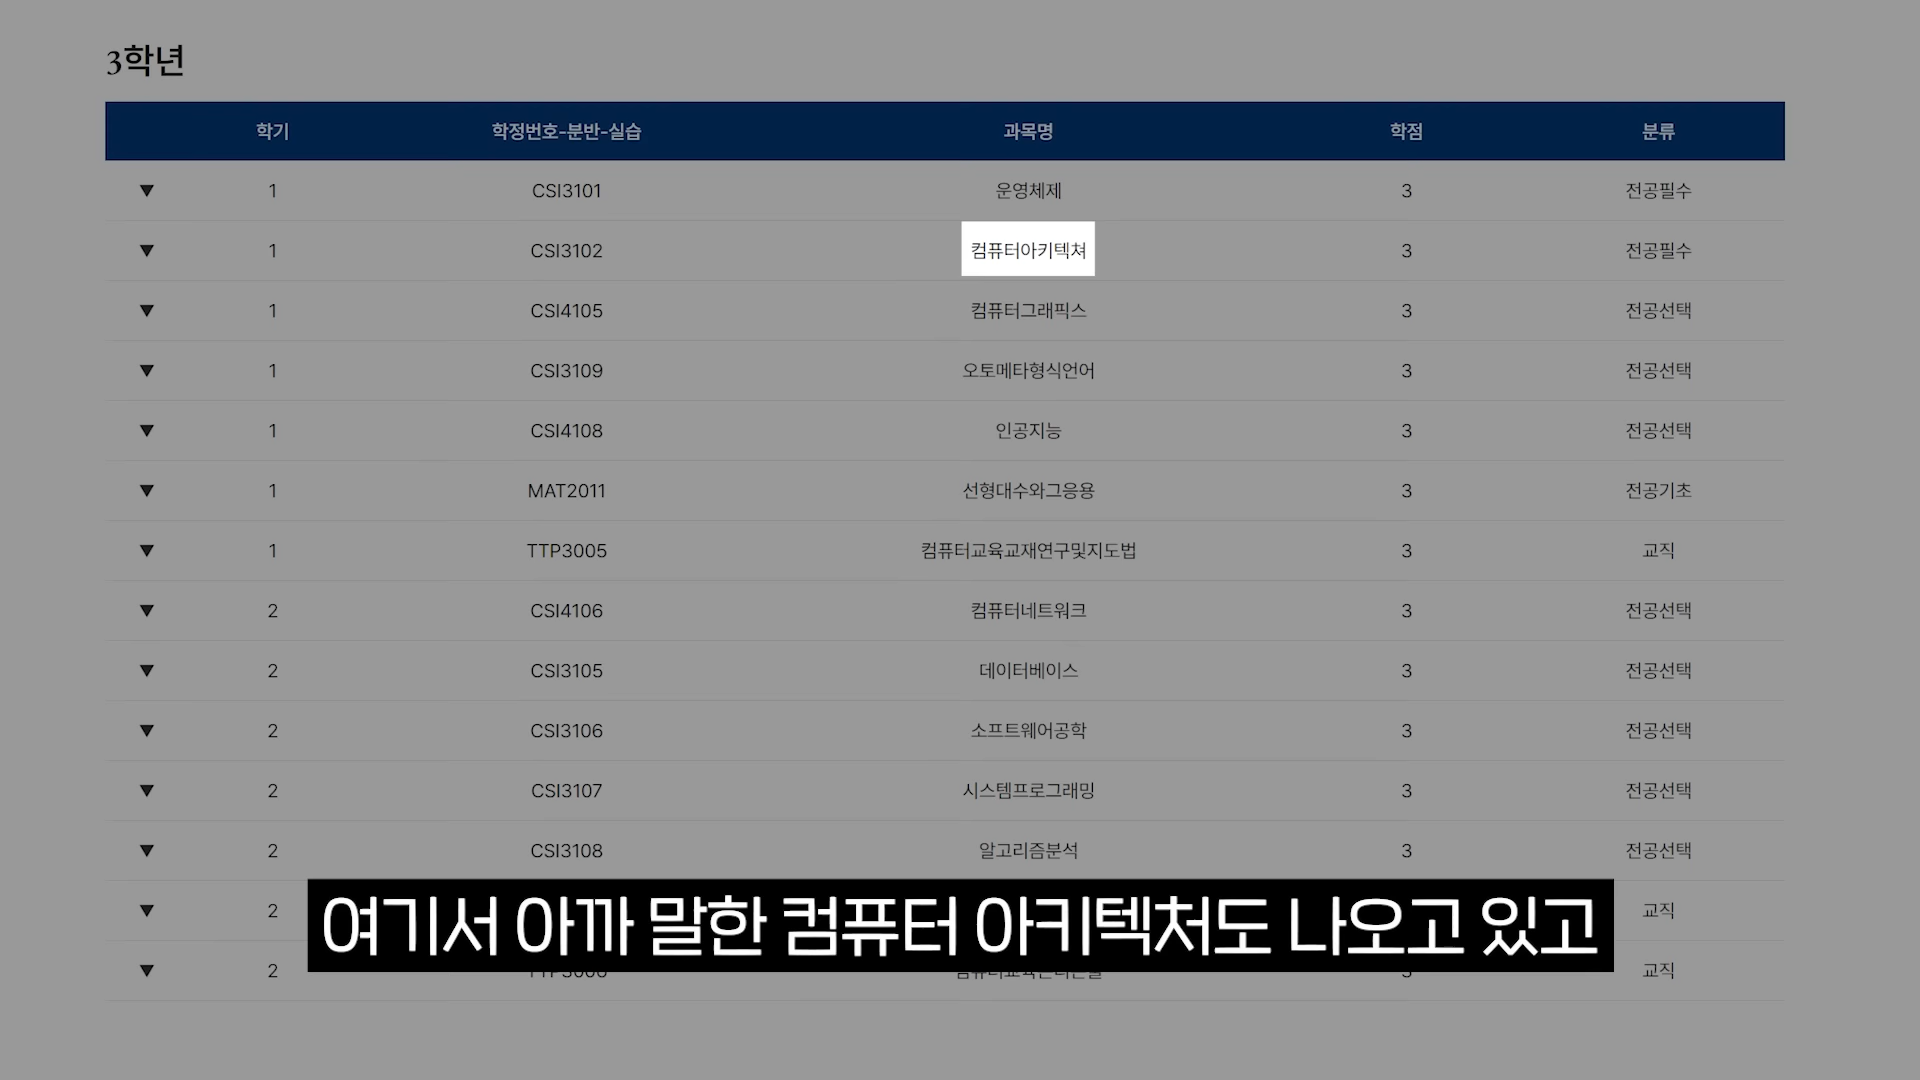 3학년
학기 학정번호-분반-실습 과목명 학점 분류
▼ 1 CSI3101 운영체제 3 전공필수
▼ 1 CSI3102 컴퓨터아키텍쳐 3 전공필수
▼ 1 CSI4105 컴퓨터그래픽스 3 전공선택
▼ 1 CSI3109 오토메타형식언어 3 전공선택
▼ 1 CSI4108 인공지능 3 전공선택
▼ 1 MAT2011 선형대수와그응용 3 전공기초
▼ 1 TTP3005 컴퓨터교육교재연구및지도법 3 교직
▼ 2 CSI4106 컴퓨터네트워크 3 전공선택
▼ 2 CSI3105 데이터베이스 3 전공선택
▼ 2 CSI3106 소프트웨어공학 3 전공선택
▼ 2 CSI3107 시스템프로그래밍 3 전공선택
▼ 2 CSI3108 알고리즘분석 3 전공선택
▼ 2 교직
여기서 아까 말한 컴퓨터 아키텍처도 나오고 있고
▼ 2 교직